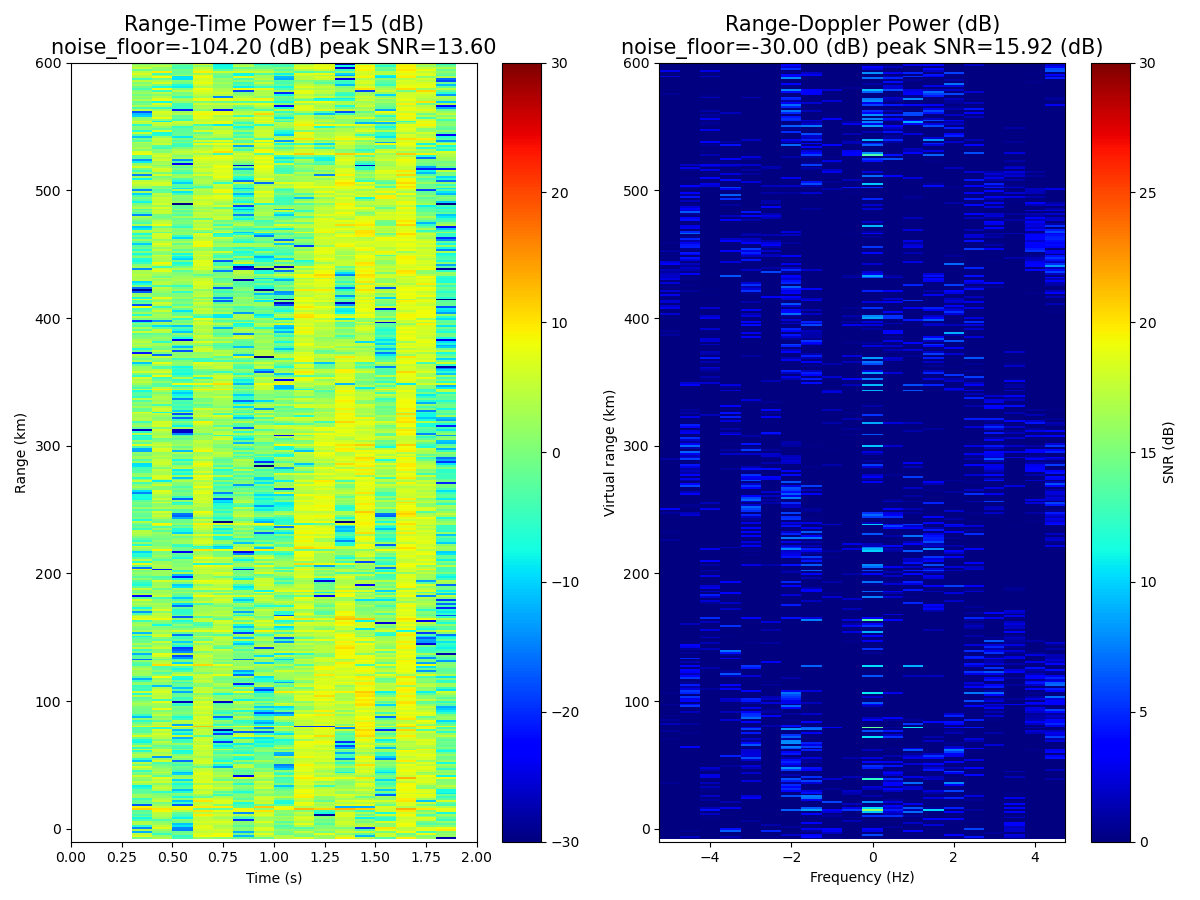 Range-Time Power f=15 (dB)
noise_floor=-104.20 (dB) peak SNR=13.60
Range-Doppler Power (dB)
noise_floor=-30.00 (dB) peak SNR=15.92 (dB)
600
500
400
300
200
100
0
Range (km)
0.00 0.25 0.50 0.75 1.00 1.25 1.50 1.75 2.00
Time (s)
30
20
10
0
−10
−20
−30
600
500
400
300
200
100
0
Virtual range (km)
−4 −2 0 2 4
Frequency (Hz)
30
25
20
15
10
5
0
SNR (dB)